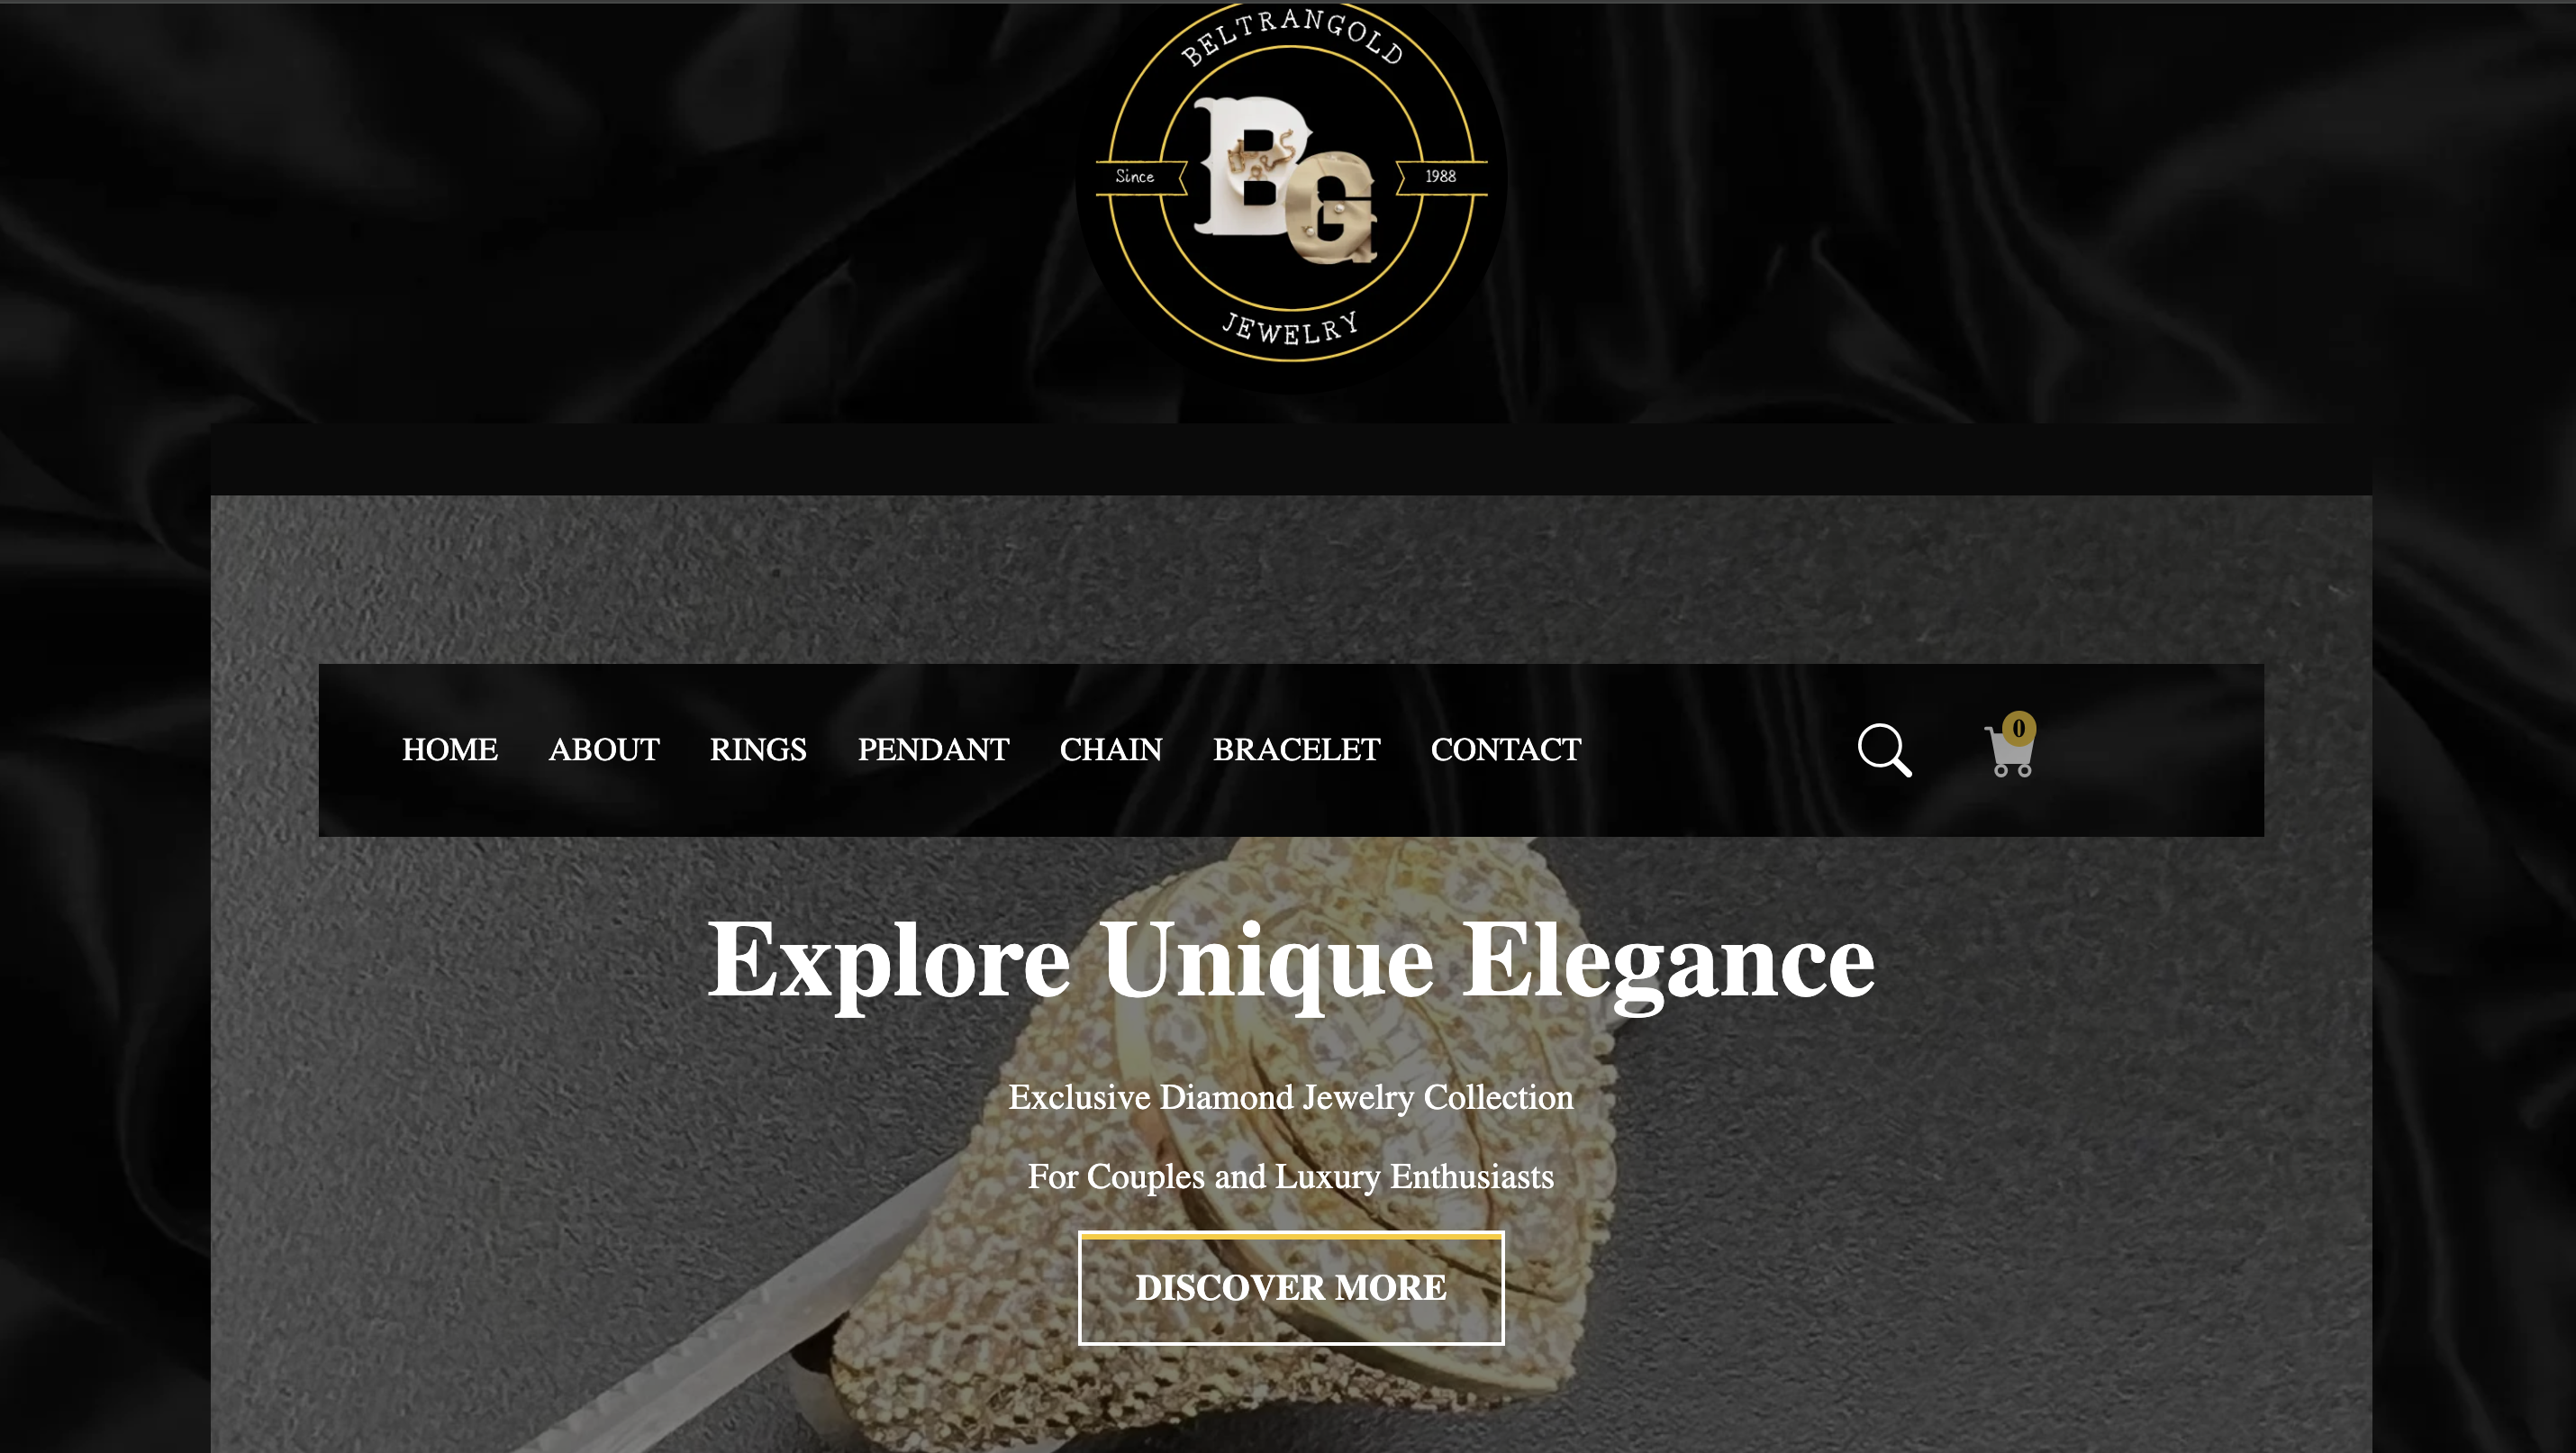 BELTRANGOLD
Since
1988
BG
JEWELRY
HOME ABOUT RINGS PENDANT CHAIN BRACELET CONTACT
0
Explore Unique Elegance
Exclusive Diamond Jewelry Collection
For Couples and Luxury Enthusiasts
DISCOVER MORE